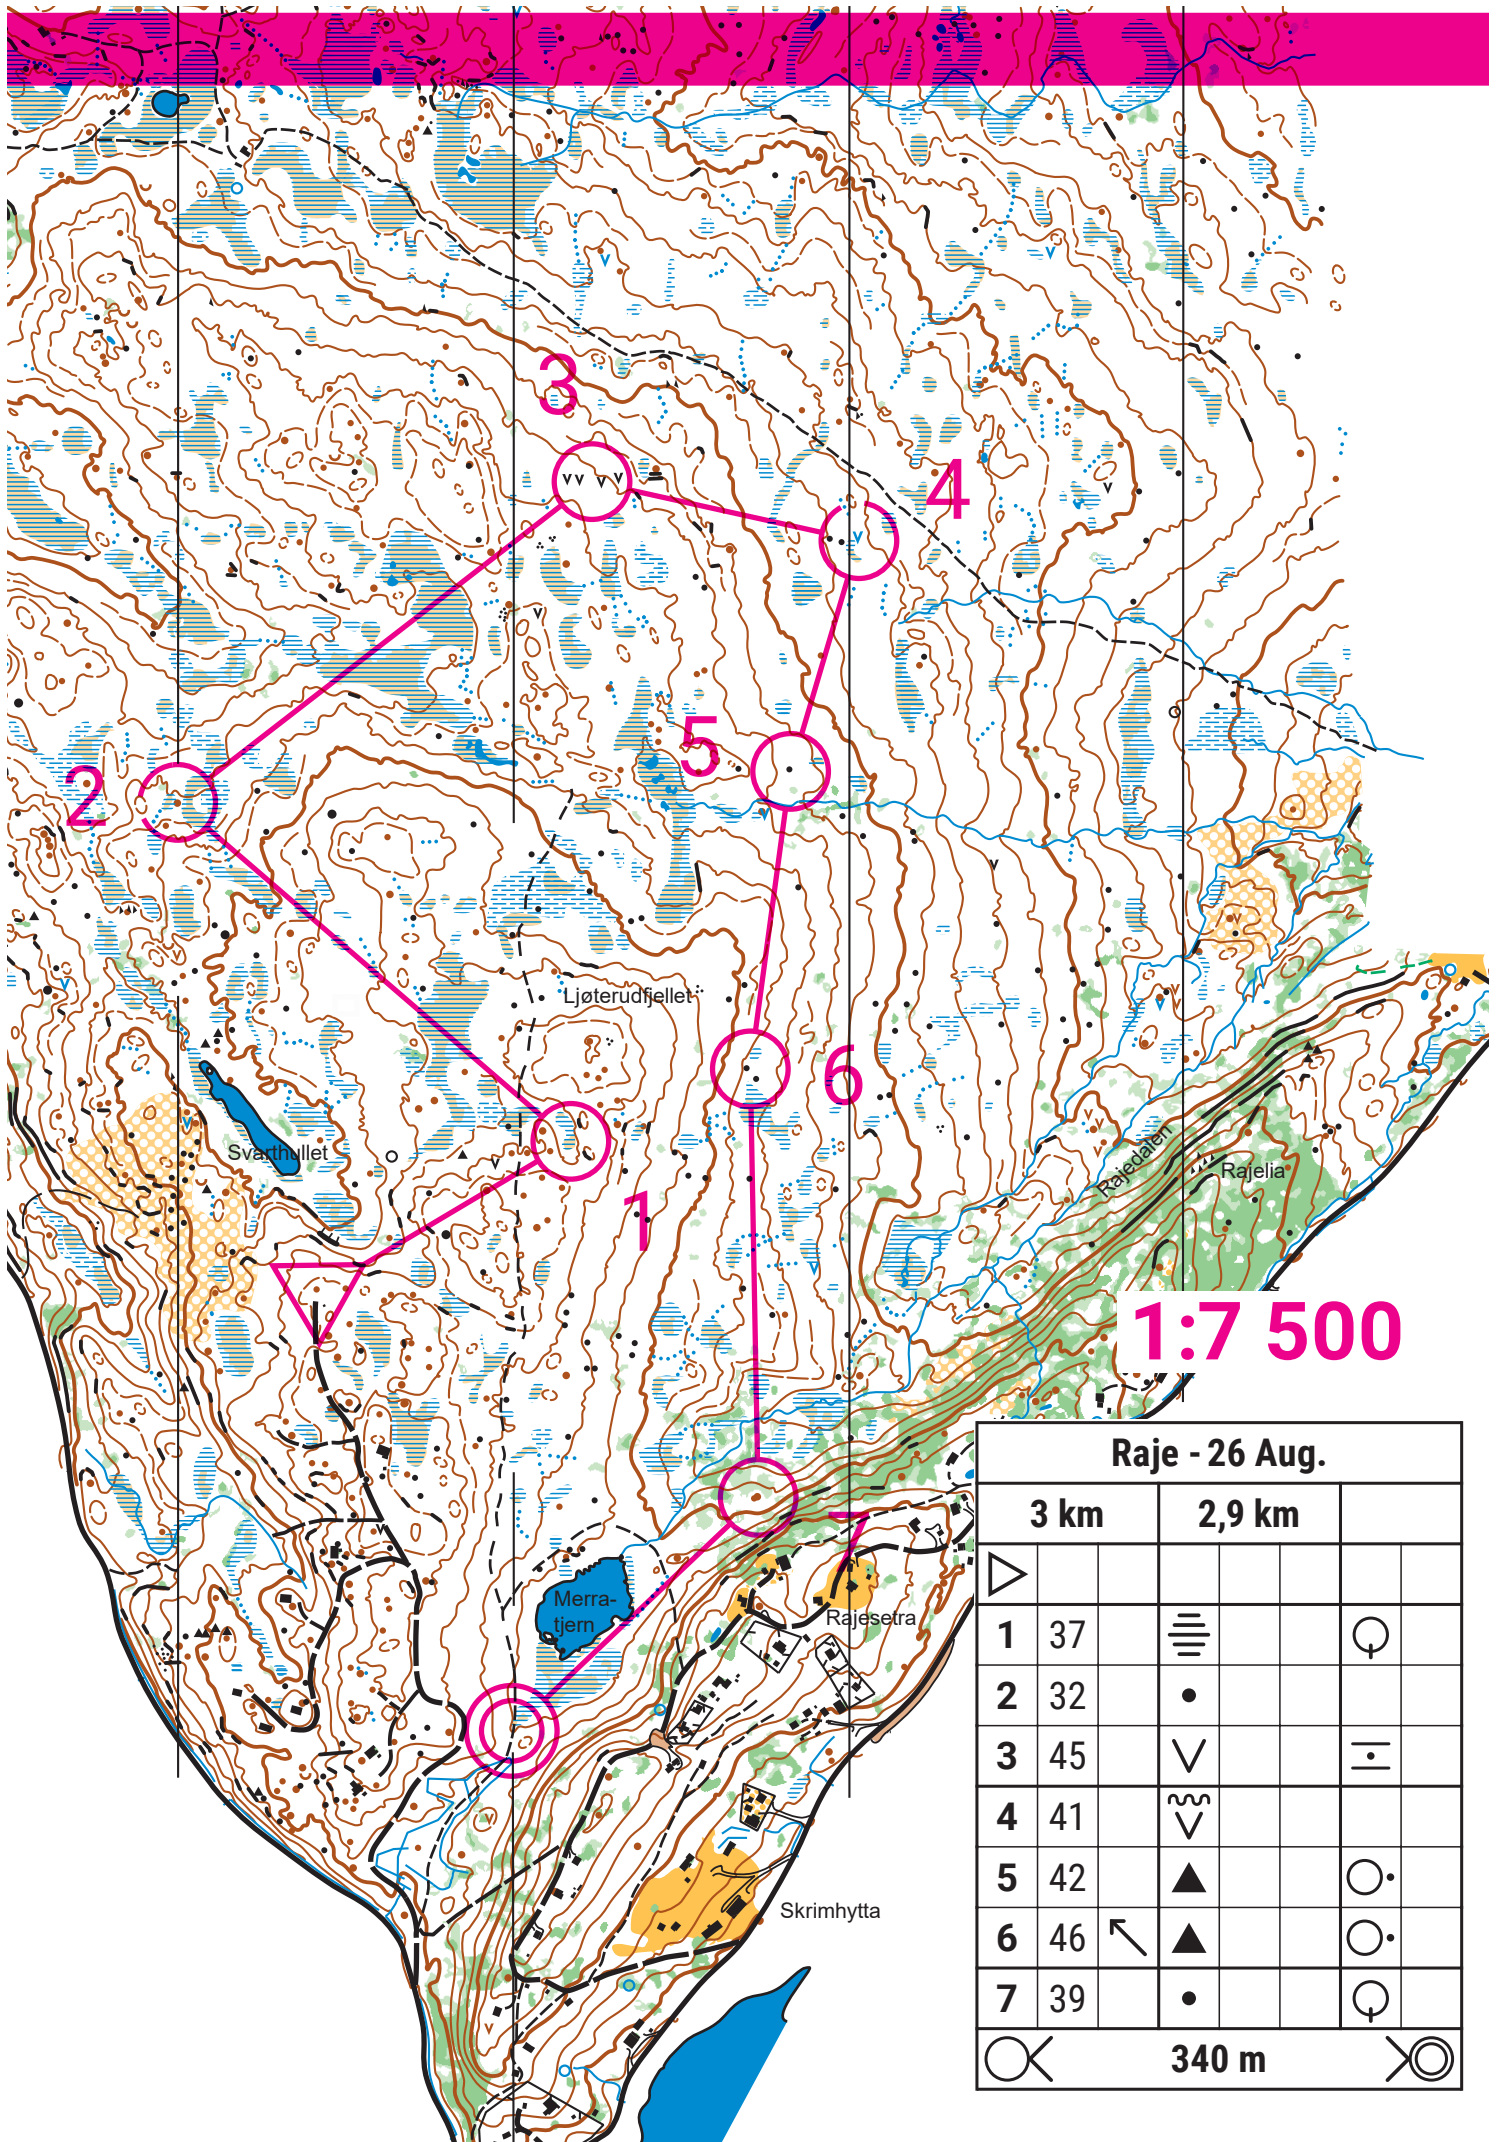 3
4
5
2
Ljøterudfjellet
6
Svarthullet
Rajedalen
Rajelia
1
1:7 500
7
Merra-
tjern
Rajesetra
Skrimhytta
Raje - 26 Aug.
3 km 2,9 km
1 37
2 32
3 45
4 41
5 42
6 46
7 39
340 m